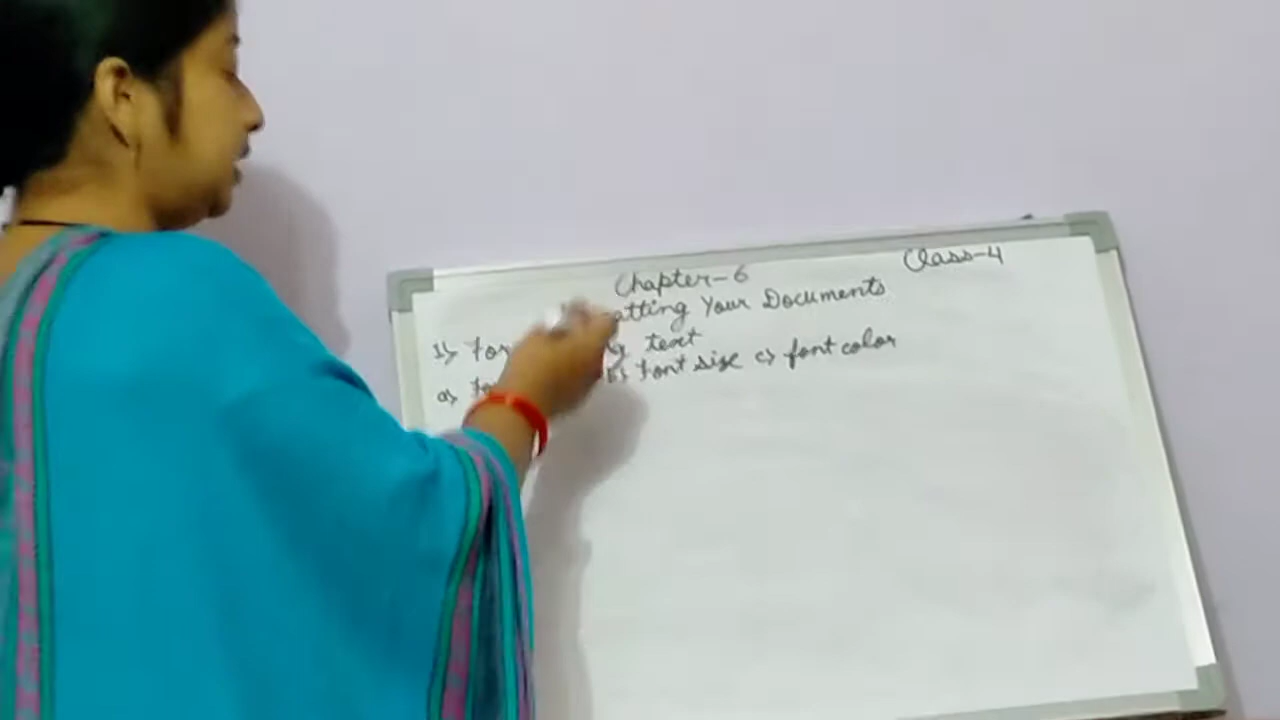 Class-4
Chapter-6
Your Documents
1) text
a) font size c) font color